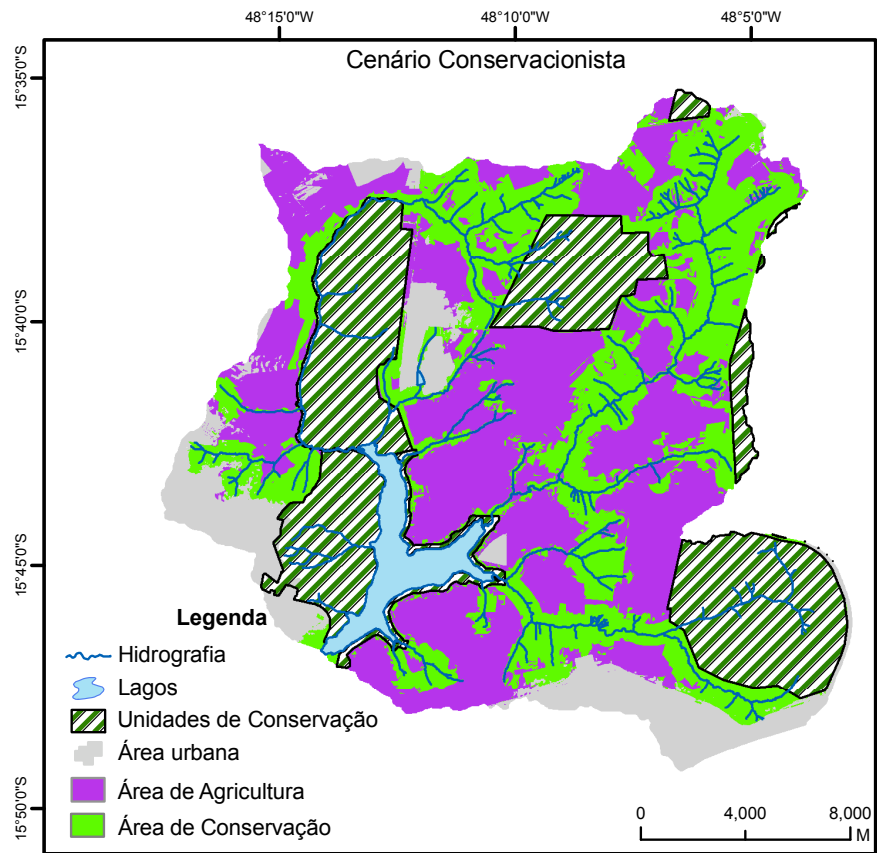 48°15'0"W 48°10'0"W 48°5'0"W
Cenário Conservacionista
15°35'0"S
15°40'0"S
15°45'0"S
15°50'0"S
Legenda
Hidrografia
Lagos
Unidades de Conservação
Área urbana
Área de Agricultura
Área de Conservação
0 4,000 8,000
M